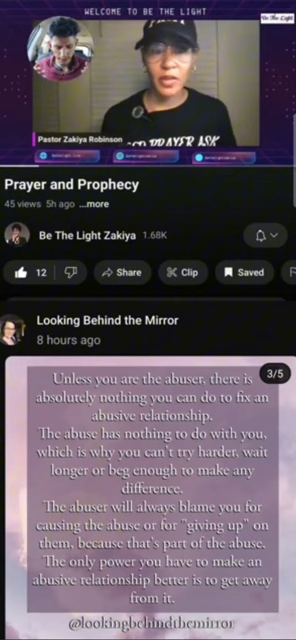 WELCOME TO BE THE LIGHT
Be The Light
Pastor Zakiya Robinson
PRAYER ASK
Prayer and Prophecy
45 views 5h ago ...more
Be The Light Zakiya 1.68K
12 Share Clip Saved
Looking Behind the Mirror
8 hours ago
3/5
Unless you are the abuser, there is
absolutely nothing you can do to fix an
abusive relationship.
The abuse has nothing to do with you,
which is why you can't try harder, wait
longer or beg enough to make any
difference.
The abuser will always blame you for
causing the abuse or for "giving up" on
them, because that's part of the abuse.
The only power you have to make an
abusive relationship better is to get away
from it.
@lookingbehindthemirror